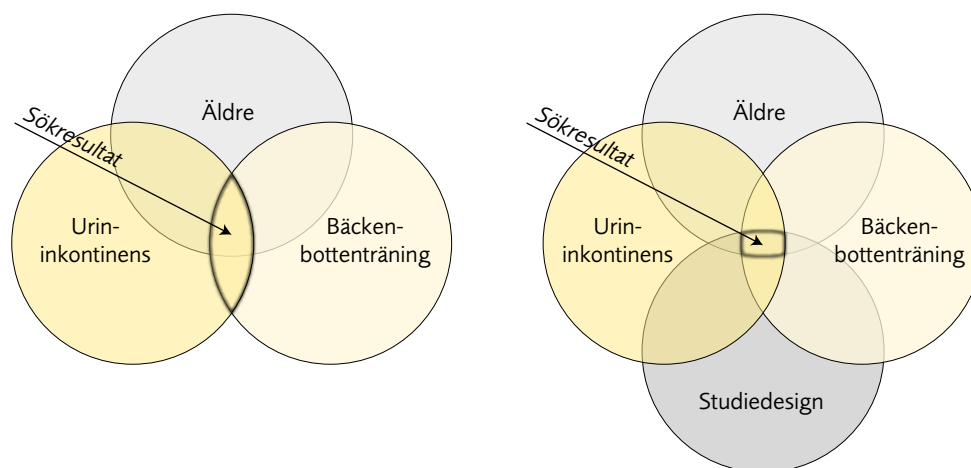 Äldre
Sökresultat
Urin-
inkontinens
Bäcken-
bottenträning
Äldre
Sökresultat
Urin-
inkontinens
Bäcken-
bottenträning
Studiedesign